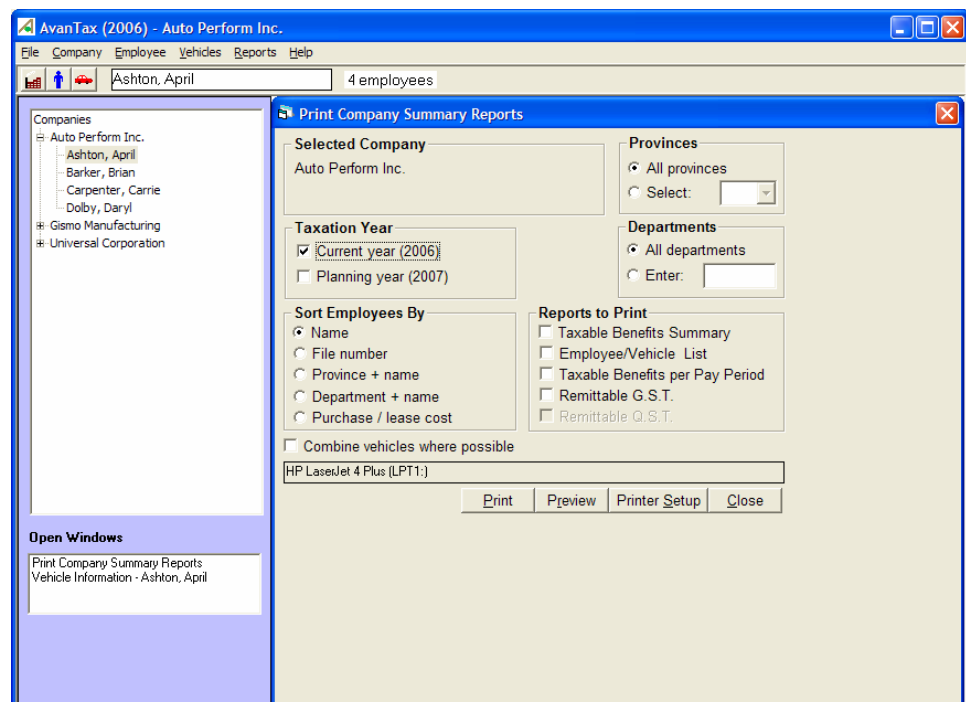 AvanTax (2006) - Auto Perform Inc.
File Company Employee Vehicles Reports Help
Ashton, April 4 employees
Companies
Auto Perform Inc.
Ashton, April
Barker, Brian
Carpenter, Carrie
Dolby, Daryl
Gismo Manufacturing
Universal Corporation
Open Windows
Print Company Summary Reports
Vehicle Information - Ashton, April
Print Company Summary Reports
Selected Company
Auto Perform Inc.
Provinces
All provinces
Select:
Taxation Year
Current year (2006)
Planning year (2007)
Departments
All departments
Enter:
Sort Employees By
Name
File number
Province + name
Department + name
Purchase / lease cost
Reports to Print
Taxable Benefits Summary
Employee/Vehicle List
Taxable Benefits per Pay Period
Remittable G.S.T.
Remittable Q.S.T.
Combine vehicles where possible
HP LaserJet 4 Plus (LPT1:)
Print Preview Printer Setup Close